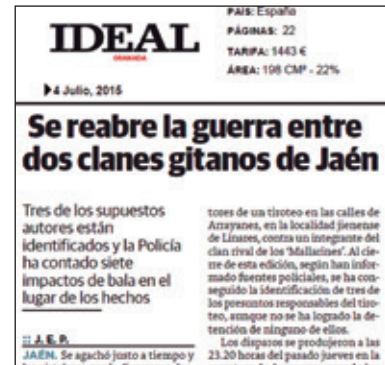 IDEAL
GRANADA
PAÍS: España
PÁGINAS: 22
TARIFA: 1443 €
ÁREA: 198 CM² - 22%
4 Julio, 2015
Se reabre la guerra entre
dos clanes gitanos de Jaén
Tres de los supuestos
autores están
identificados y la Policía
ha contado siete
impactos de bala en el
lugar de los hechos
:: J. E. P.
JAÉN. Se agachó justo a tiempo y
tores de un tiroteo en las calles de
Arrayanes, en la localidad jienense
de Linares, contra un integrante del
clan rival de los 'Mallarines'. Al cie-
rre de esta edición, según han infor-
mado fuentes policiales, se ha con-
seguido la identificación de tres de
los presuntos responsables del tiro-
teo, aunque no se ha logrado la de-
tención de ninguno de ellos.
Los disparos se produjeron a las
23.20 horas del pasado jueves en la